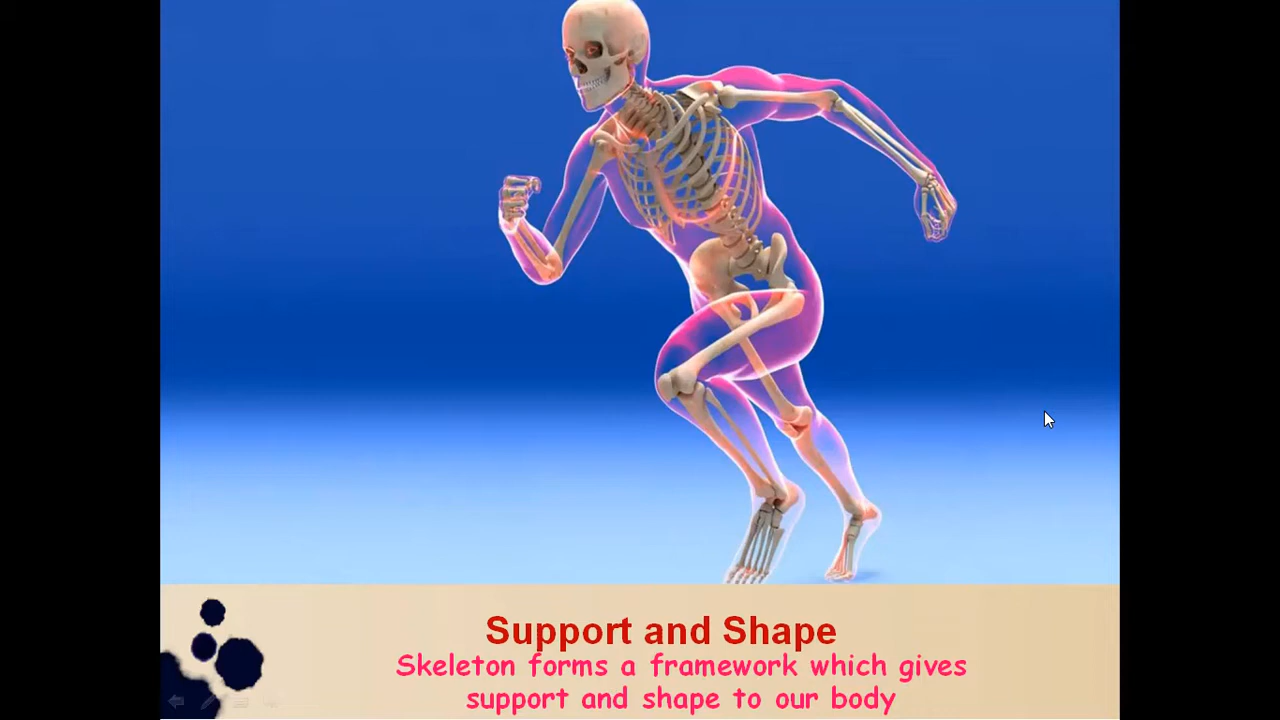 Support and Shape
Skeleton forms a framework which gives
support and shape to our body